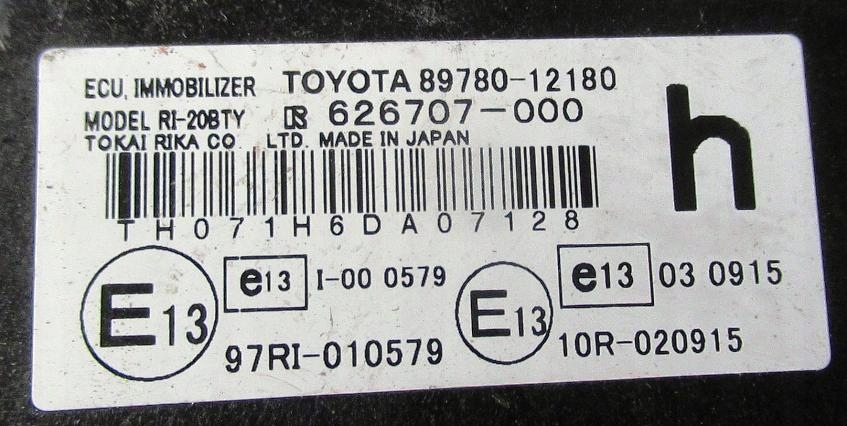 ECU, IMMOBILIZER TOYOTA 89780-12180
MODEL RI-20BTY 626707-000
TOKAI RIKA CO. LTD. MADE IN JAPAN
h
TH071H6DA07128
E13 e13 I-00 0579 E13 e13 03 0915
97RI-010579 10R-020915